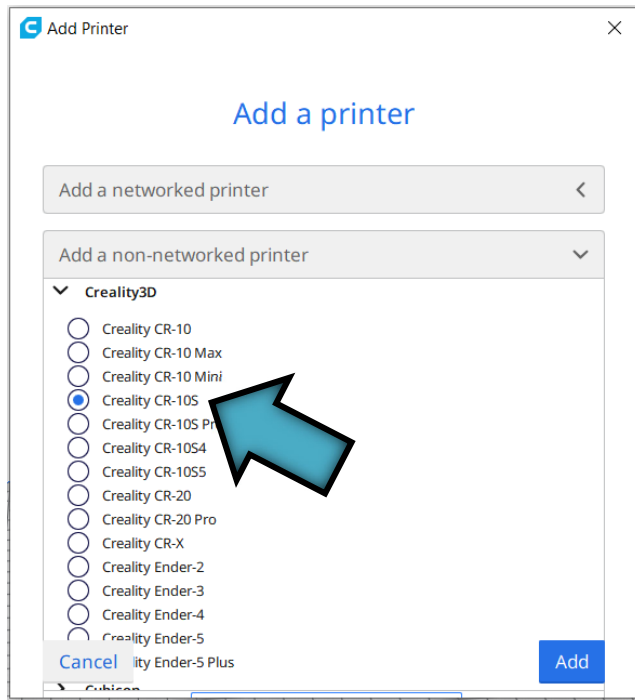 Add Printer
Add a printer
Add a networked printer
Add a non-networked printer
Creality3D
Creality CR-10
Creality CR-10 Max
Creality CR-10 Mini
Creality CR-10S
Creality CR-10S
Creality CR-10S4
Creality CR-10S5
Creality CR-20
Creality CR-20 Pro
Creality CR-X
Creality Ender-2
Creality Ender-3
Creality Ender-4
Creality Ender-5
Cancel
Ender-5 Plus
Add